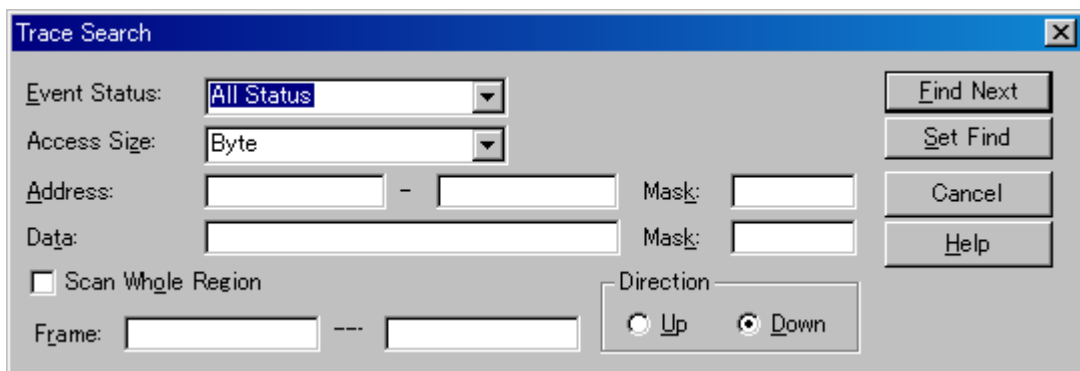 Trace Search
Event Status: All Status Find Next
Access Size: Byte Set Find
Address: - Mask: Cancel
Data: Mask: Help
Scan Whole Region Direction
Frame: --- Up Down